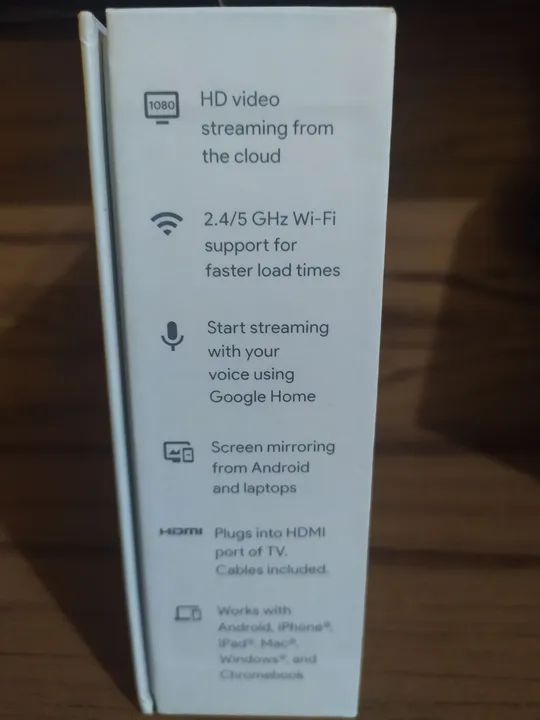 1080
HD video
streaming from
the cloud
2.4/5 GHz Wi-Fi
support for
faster load times
Start streaming
with your
voice using
Google Home
Screen mirroring
from Android
and laptops
HDMI
Plugs into HDMI
port of TV.
Cables included.
Works with
Android, iPhone®,
iPad®, Mac®,
Windows®, and
Chromebook